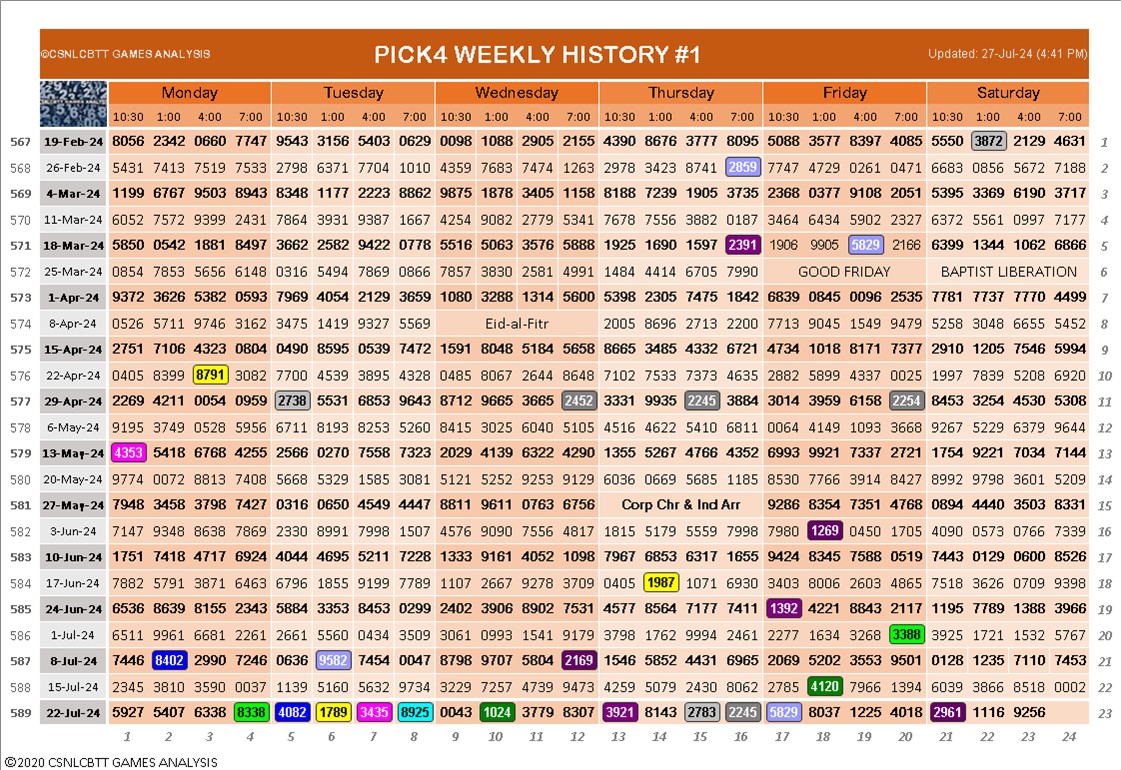 ©CSNLCBTT GAMES ANALYSIS PICK4 WEEKLY HISTORY #1 Updated: 27-Jul-24 (4:41 PM)
Monday Tuesday Wednesday Thursday Friday Saturday
10:30 1:00 4:00 7:00 10:30 1:00 4:00 7:00 10:30 1:00 4:00 7:00 10:30 1:00 4:00 7:00 10:30 1:00 4:00 7:00 10:30 1:00 4:00 7:00
567 19-Feb-24 8056 2342 0660 7747 9543 3156 5403 0629 0098 1088 2905 2155 4390 8676 3777 8095 5088 3577 8397 4085 5550 3872 2129 4631 1
568 26-Feb-24 5431 7413 7519 7533 2798 6371 7704 1010 4359 7683 7474 1263 2978 3423 8741 2859 7747 4729 0261 0471 6683 0856 5672 7188 2
569 4-Mar-24 1199 6767 9503 8943 8348 1177 2223 8862 9875 1878 3405 1158 8188 7239 1905 3735 2368 0377 9108 2051 5395 3369 6190 3717 3
570 11-Mar-24 6052 7572 9399 2431 7864 3931 9387 1667 4254 9082 2779 5341 7678 7556 3882 0187 3464 6434 5902 2327 6372 5561 0997 7177 4
571 18-Mar-24 5850 0542 1881 8497 3662 2582 9422 0778 5516 5063 3576 5888 1925 1690 1597 2391 1906 9905 5829 2166 6399 1344 1062 6866 5
572 25-Mar-24 0854 7853 5656 6148 0316 5494 7869 0866 7857 3830 2581 4991 1484 4414 6705 7990 GOOD FRIDAY BAPTIST LIBERATION 6
573 1-Apr-24 9372 3626 5382 0593 7969 4054 2129 3659 1080 3288 1314 5600 5398 2305 7475 1842 6839 0845 0096 2535 7781 7737 7770 4499 7
574 8-Apr-24 0526 5711 9746 3162 3475 1419 9327 5569 Eid-al-Fitr 2005 8696 2713 2200 7713 9045 1549 9479 5258 3048 6655 5452 8
575 15-Apr-24 2751 7106 4323 0804 0490 8595 0539 7472 1591 8048 5184 5658 8665 3485 4332 6721 4734 1018 8171 7377 2910 1205 7546 5994 9
576 22-Apr-24 0405 8399 8791 3082 7700 4539 3895 4328 0485 8067 2644 8648 7102 7533 7373 4635 2882 5899 4337 0025 1997 7839 5208 6920 10
577 29-Apr-24 2269 4211 0054 0959 2738 5531 6853 9643 8712 9665 3665 2452 3331 9935 2245 3884 3014 3959 6158 2254 8453 3254 4530 5308 11
578 6-May-24 9195 3749 0528 5956 6711 8193 8253 5260 8415 3025 6040 5105 4516 4622 5410 6811 0064 4149 1093 3668 9267 5229 6379 9644 12
579 13-May-24 4353 5418 6768 4255 2566 0270 7558 7323 2029 4139 6322 4290 1355 5267 4766 4352 6993 9921 7337 2721 1754 9221 7034 7144 13
580 20-May-24 9774 0072 8813 7408 5668 5329 1585 3081 5121 5252 9253 9129 6036 0669 5685 1185 8530 7766 3914 8427 8992 9798 3601 5209 14
581 27-May-24 7948 3458 3798 7427 0316 0650 4549 4447 8811 9611 0763 6756 Corp Chr & Ind Arr 9286 8354 7351 4768 0894 4440 3503 8331 15
582 3-Jun-24 7147 9348 8638 7869 2330 8991 7998 1507 4576 9090 7556 4817 1815 5179 5559 7998 7980 1269 0450 1705 4090 0573 0766 7339 16
583 10-Jun-24 1751 7418 4717 6924 4044 4695 5211 7228 1333 9161 4052 1098 7967 6853 6317 1655 9424 8345 7588 0519 7443 0129 0600 8526 17
584 17-Jun-24 7882 5791 3871 6463 6796 1855 9199 7789 1107 2667 9278 3709 0405 1987 1071 6930 3403 8006 2603 4865 7518 3626 0709 9398 18
585 24-Jun-24 6536 8639 8155 2343 5884 3353 8453 0299 2402 3906 8902 7531 4577 8564 7177 7411 1392 4221 8843 2117 1195 7789 1388 3966 19
586 1-Jul-24 6511 9961 6681 2261 2661 5560 0434 3509 3061 0993 1541 9179 3798 1762 9994 2461 2277 1634 3268 3388 3925 1721 1532 5767 20
587 8-Jul-24 7446 8402 2990 7246 0636 9582 7454 0047 8798 9707 5804 2169 1546 5852 4431 6965 2069 5202 3553 9501 0128 1235 7110 7453 21
588 15-Jul-24 2345 3810 3590 0037 1139 5160 5632 9734 3229 7257 4739 9473 4259 5079 2430 8062 2785 4120 7966 1394 6039 3866 8518 0002 22
589 22-Jul-24 5927 5407 6338 8338 4082 1789 3435 8925 0043 1024 3779 8307 3921 8143 2783 2245 5829 8037 1225 4018 2961 1116 9256 23
1 2 3 4 5 6 7 8 9 10 11 12 13 14 15 16 17 18 19 20 21 22 23 24
©2020 CSNLCBTT GAMES ANALYSIS